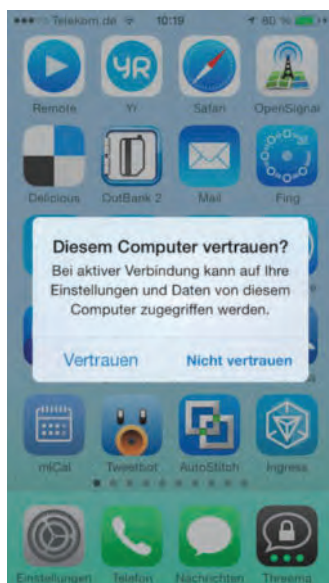 Telekom.de 10:19 80 %
Remote Yr Safari OpenSignal
YR
Delicious OutBank 2 Mail Fing
Diesem Computer vertrauen?
Bei aktiver Verbindung kann auf Ihre
Einstellungen und Daten von diesem
Computer zugegriffen werden.
Vertrauen Nicht vertrauen
miCal Tweetbot AutoStitch Ingress
Einstellungen Telefon Nachrichten Threema